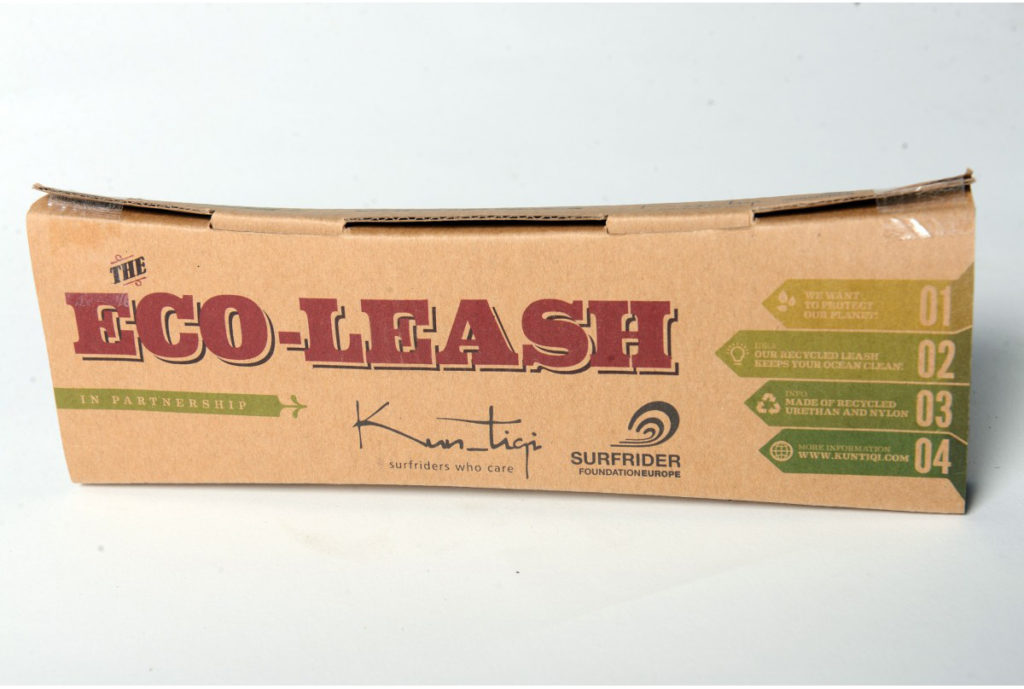 THE
ECO-LEASH
IN PARTNERSHIP
Kun_tiqi
surfriders who care
SURFRIDER
FOUNDATION EUROPE
WE WANT
TO PROTECT
OUR PLANET!
01
OUR RECYCLED LEASH
KEEPS YOUR OCEAN CLEAN!
02
INFO
MADE OF RECYCLED
URETHAN AND NYLON
03
MORE INFORMATION
WWW.KUNTIQI.COM
04